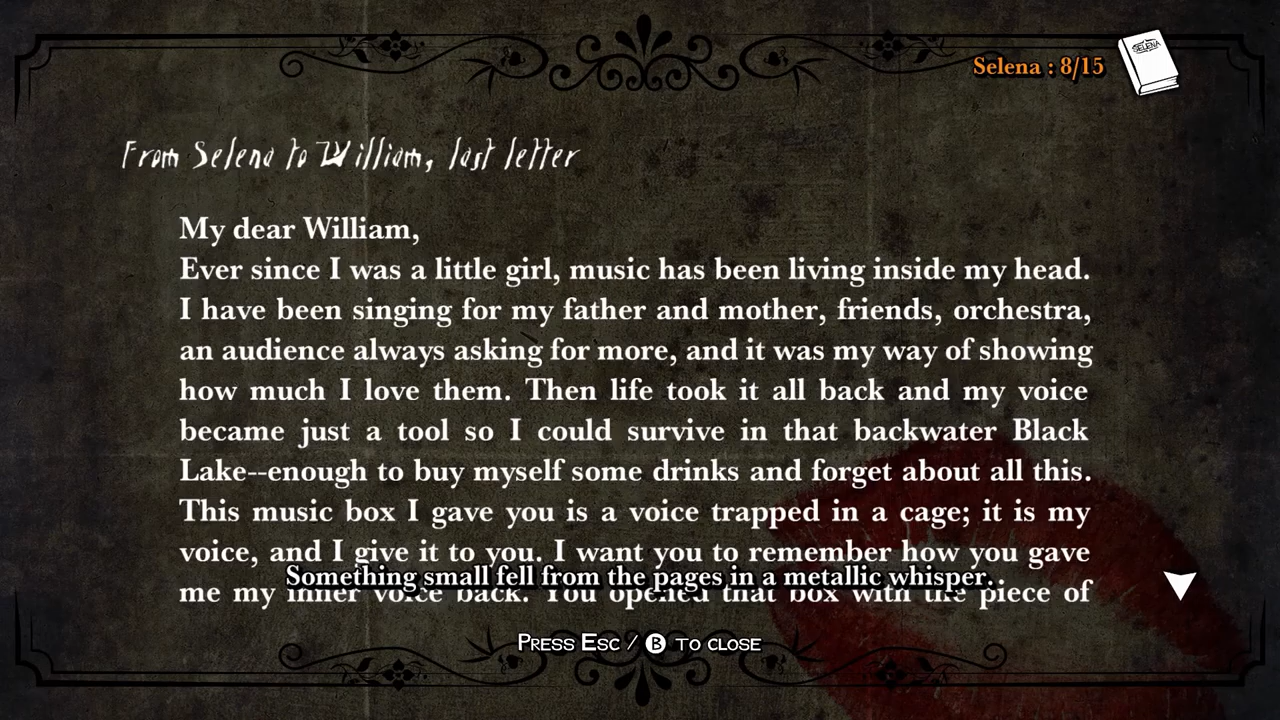 SELENA
Selena : 8/15
From Selena to William, last letter
My dear William,
Ever since I was a little girl, music has been living inside my head.
I have been singing for my father and mother, friends, orchestra,
an audience always asking for more, and it was my way of showing
how much I love them. Then life took it all back and my voice
became just a tool so I could survive in that backwater Black
Lake--enough to buy myself some drinks and forget about all this.
This music box I gave you is a voice trapped in a cage; it is my
voice, and I give it to you. I want you to remember how you gave
Something small fell from the pages in a metallic whisper.
me my inner voice back. You opened that box with the piece of
PRESS ESC / B TO CLOSE